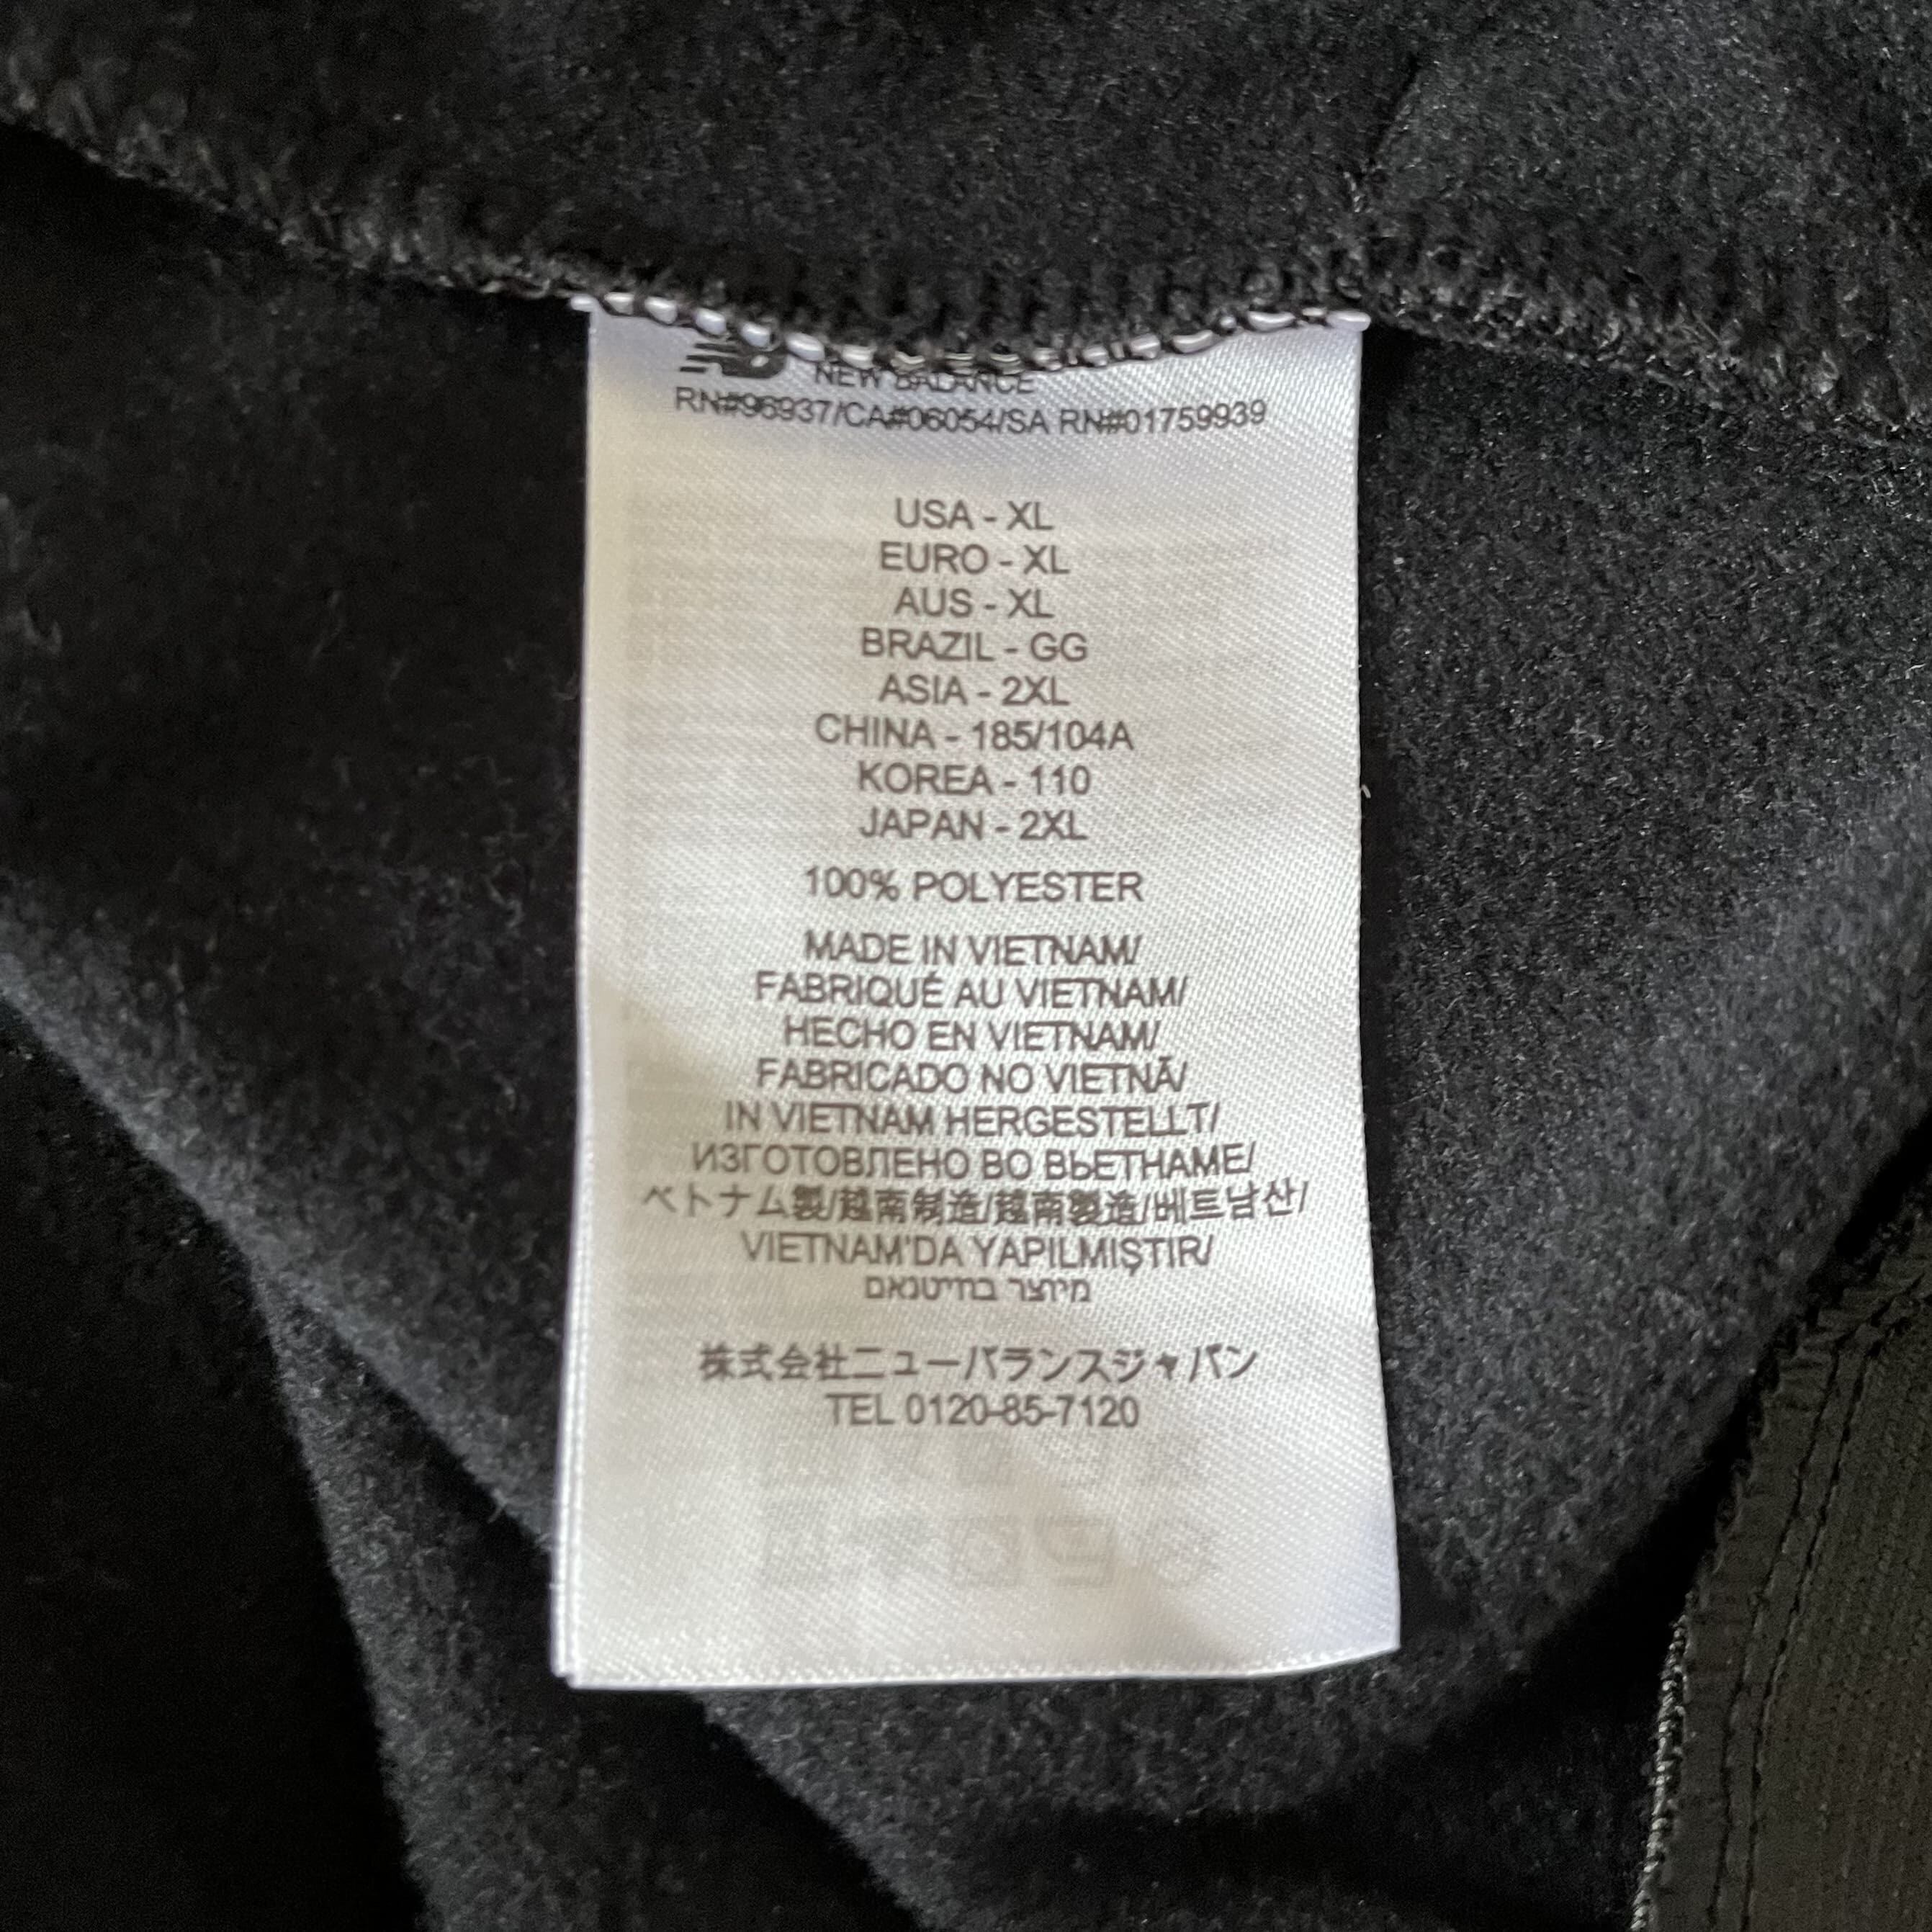 NEW BALANCE
RN#96937/CA#06054/SA RN#01759939
USA - XL
EURO - XL
AUS - XL
BRAZIL - GG
ASIA - 2XL
CHINA - 185/104A
KOREA - 110
JAPAN - 2XL
100% POLYESTER
MADE IN VIETNAM/
FABRIQUÉ AU VIETNAM/
HECHO EN VIETNAM/
FABRICADO NO VIETNÃ/
IN VIETNAM HERGESTELLT/
ИЗГОТОВЛЕНО ВО ВЬЕТНАМЕ/
ベトナム製/越南制造/越南製造/베트남산/
VIETNAM'DA YAPILMIŞTIR/
מיוצר בוויטנאם
株式会社ニューバランスジャパン
TEL 0120-85-7120